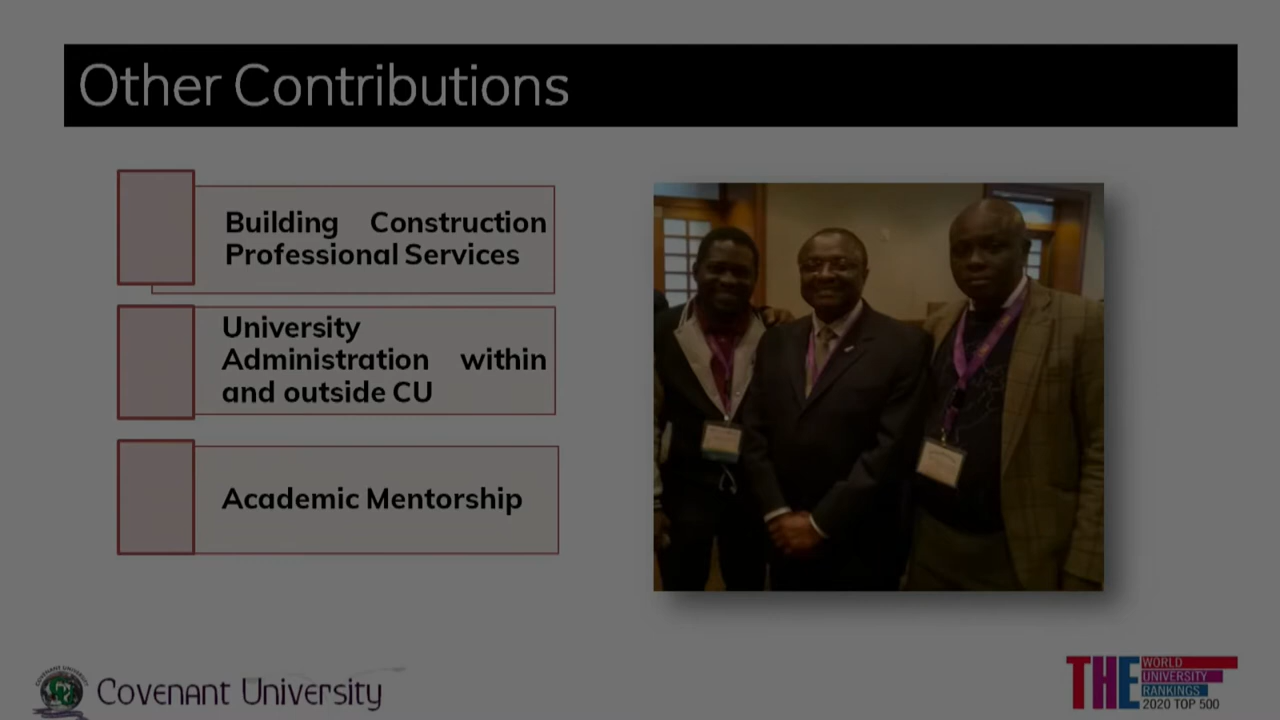 Other Contributions
Building Construction
Professional Services
University
Administration within
and outside CU
Academic Mentorship
Covenant University
THE WORLD
UNIVERSITY
RANKINGS
2020 TOP 500